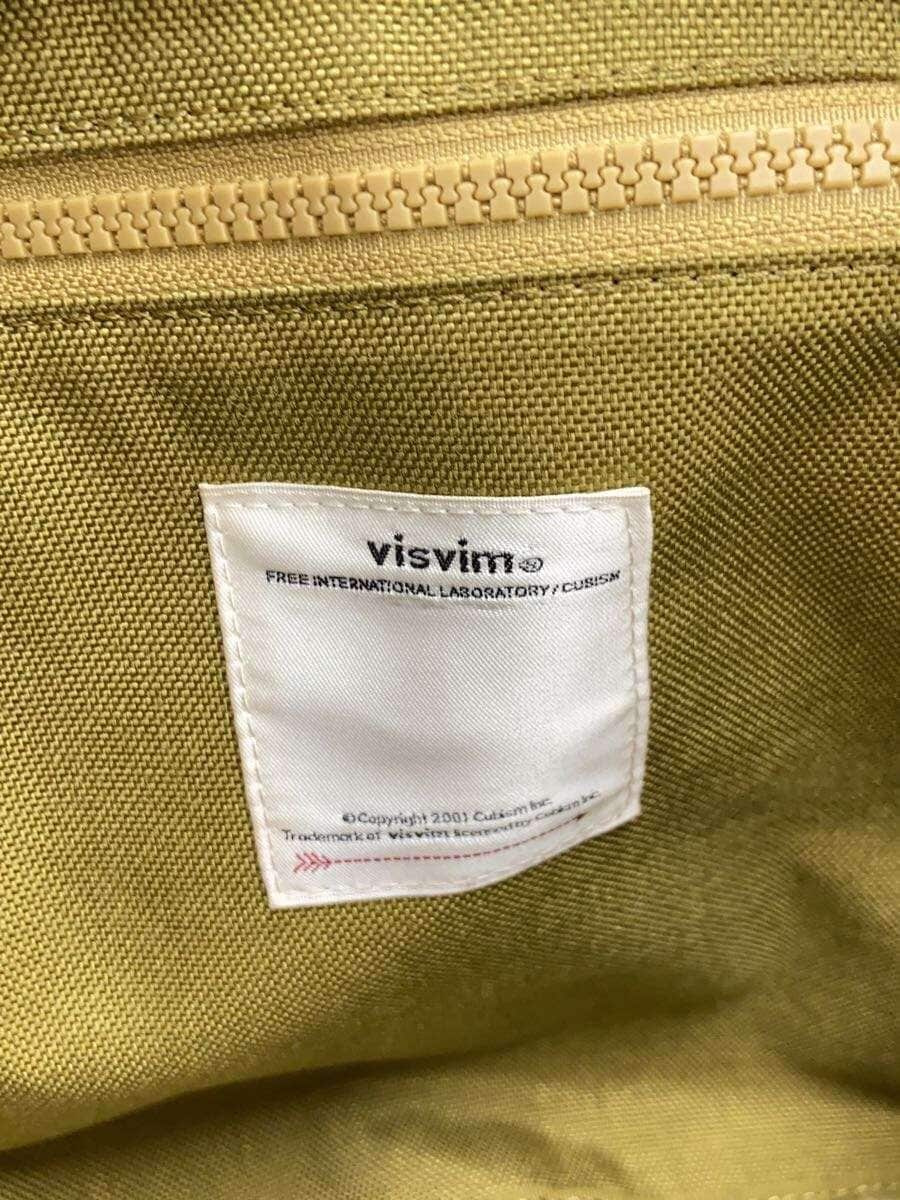 visvim®
FREE INTERNATIONAL LABORATORY / CUBISM
©Copyright 2001 Cubism Inc.
Trademark of visvim licensed by Cubism Inc.